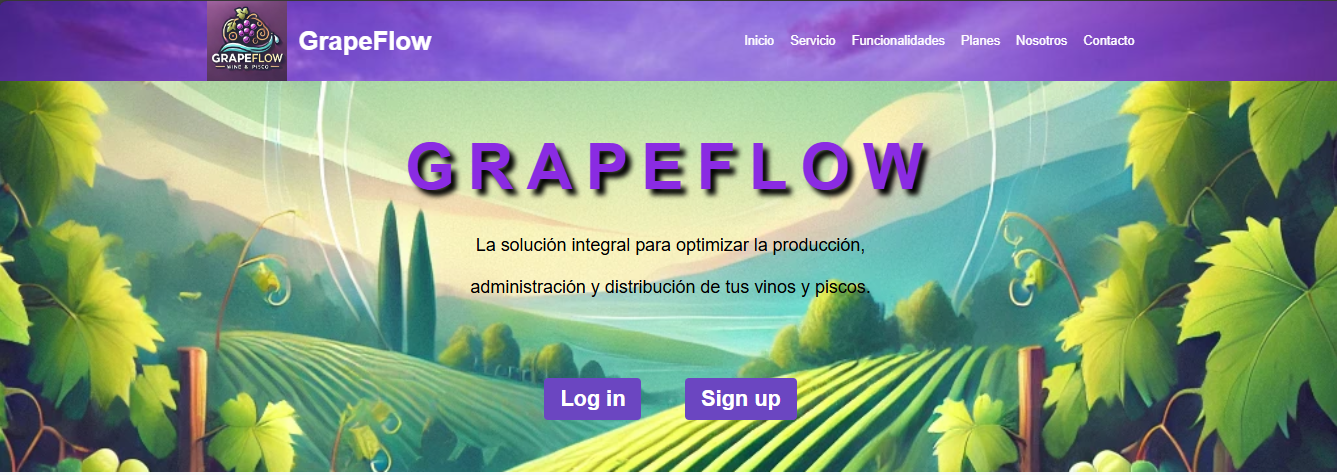 GRAPEFLOW
WINE & PISCO
GrapeFlow
Inicio Servicio Funcionalidades Planes Nosotros Contacto
GRAPEFLOW
La solución integral para optimizar la producción,
administración y distribución de tus vinos y piscos.
Log in Sign up